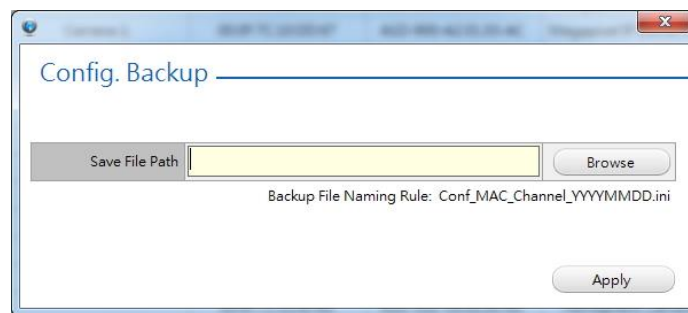 Config. Backup
Save File Path
Browse
Backup File Naming Rule: Conf_MAC_Channel_YYYYMMDD.ini
Apply